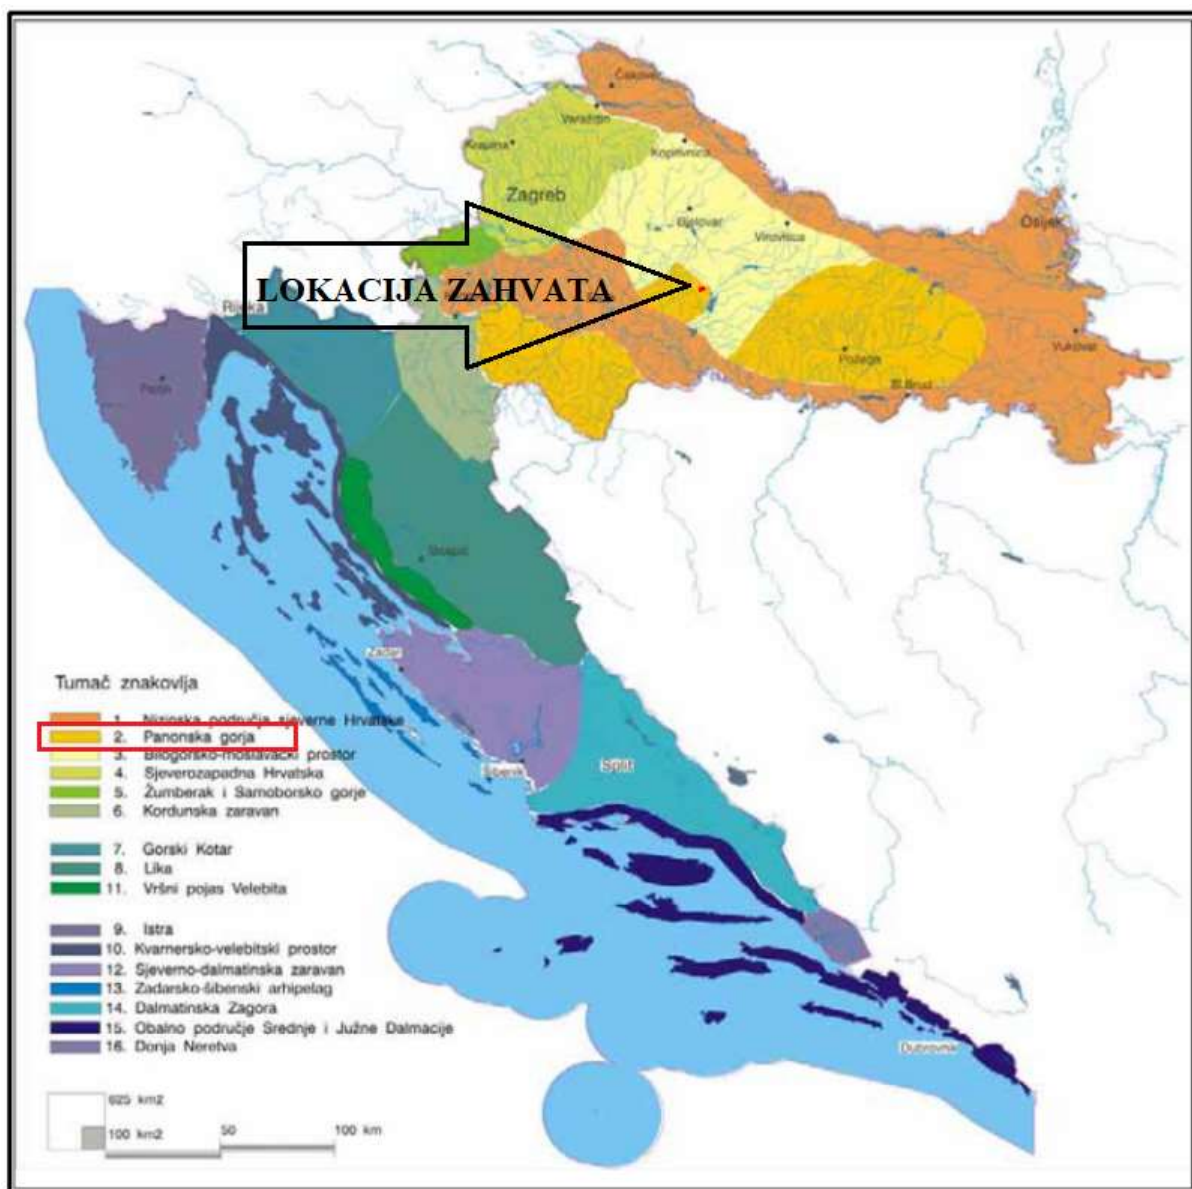 Čakovec
Varaždin
Krapina
Koprivnica
Zagreb
Bjelovar
Virovitica
Osijek
LOKACIJA ZAHVATA
Rijeka
Požega
Vukovar
Sl.Brod
Pazin
Gospić
Zadar
Šibenik
Split
Dubrovnik
Tumač znakovlja
1. Nizinska područja sjeverne Hrvatske
2. Panonska gorja
3. Bilogorsko-moslavački prostor
4. Sjeverozapadna Hrvatska
5. Žumberak i Samoborsko gorje
6. Kordunska zaravan
7. Gorski Kotar
8. Lika
11. Vršni pojas Velebita
9. Istra
10. Kvarnersko-velebitski prostor
12. Sjeverno-dalmatinska zaravan
13. Zadarsko-šibenski arhipelag
14. Dalmatinska Zagora
15. Obalno područje Srednje i Južne Dalmacije
16. Donja Neretva
625 km2
100 km2
50
100 km